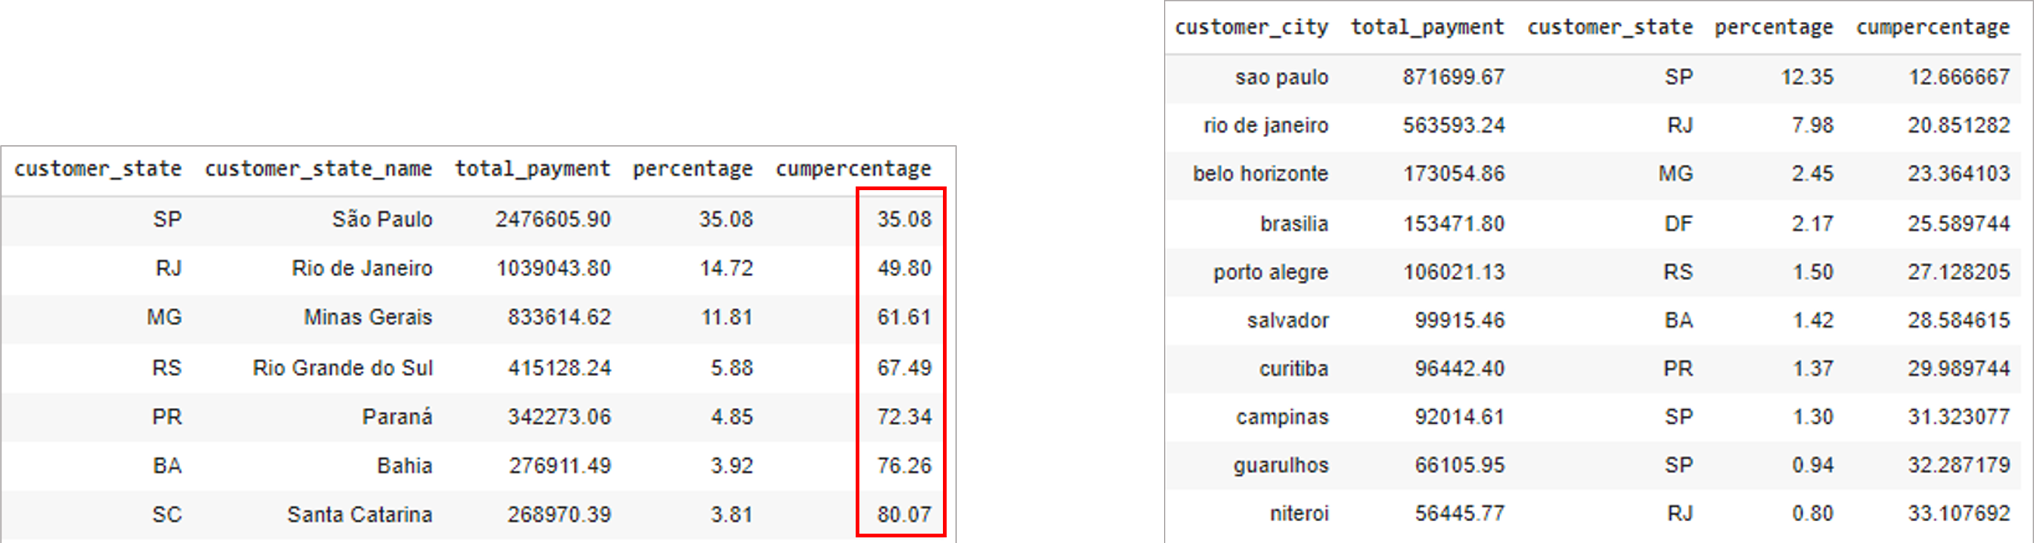 customer_state customer_state_name total_payment percentage cumpercentage
SP São Paulo 2476605.90 35.08 35.08
RJ Rio de Janeiro 1039043.80 14.72 49.80
MG Minas Gerais 833614.62 11.81 61.61
RS Rio Grande do Sul 415128.24 5.88 67.49
PR Paraná 342273.06 4.85 72.34
BA Bahia 276911.49 3.92 76.26
SC Santa Catarina 268970.39 3.81 80.07
customer_city total_payment customer_state percentage cumpercentage
sao paulo 871699.67 SP 12.35 12.666667
rio de janeiro 563593.24 RJ 7.98 20.851282
belo horizonte 173054.86 MG 2.45 23.364103
brasilia 153471.80 DF 2.17 25.589744
porto alegre 106021.13 RS 1.50 27.128205
salvador 99915.46 BA 1.42 28.584615
curitiba 96442.40 PR 1.37 29.989744
campinas 92014.61 SP 1.30 31.323077
guarulhos 66105.95 SP 0.94 32.287179
niteroi 56445.77 RJ 0.80 33.107692